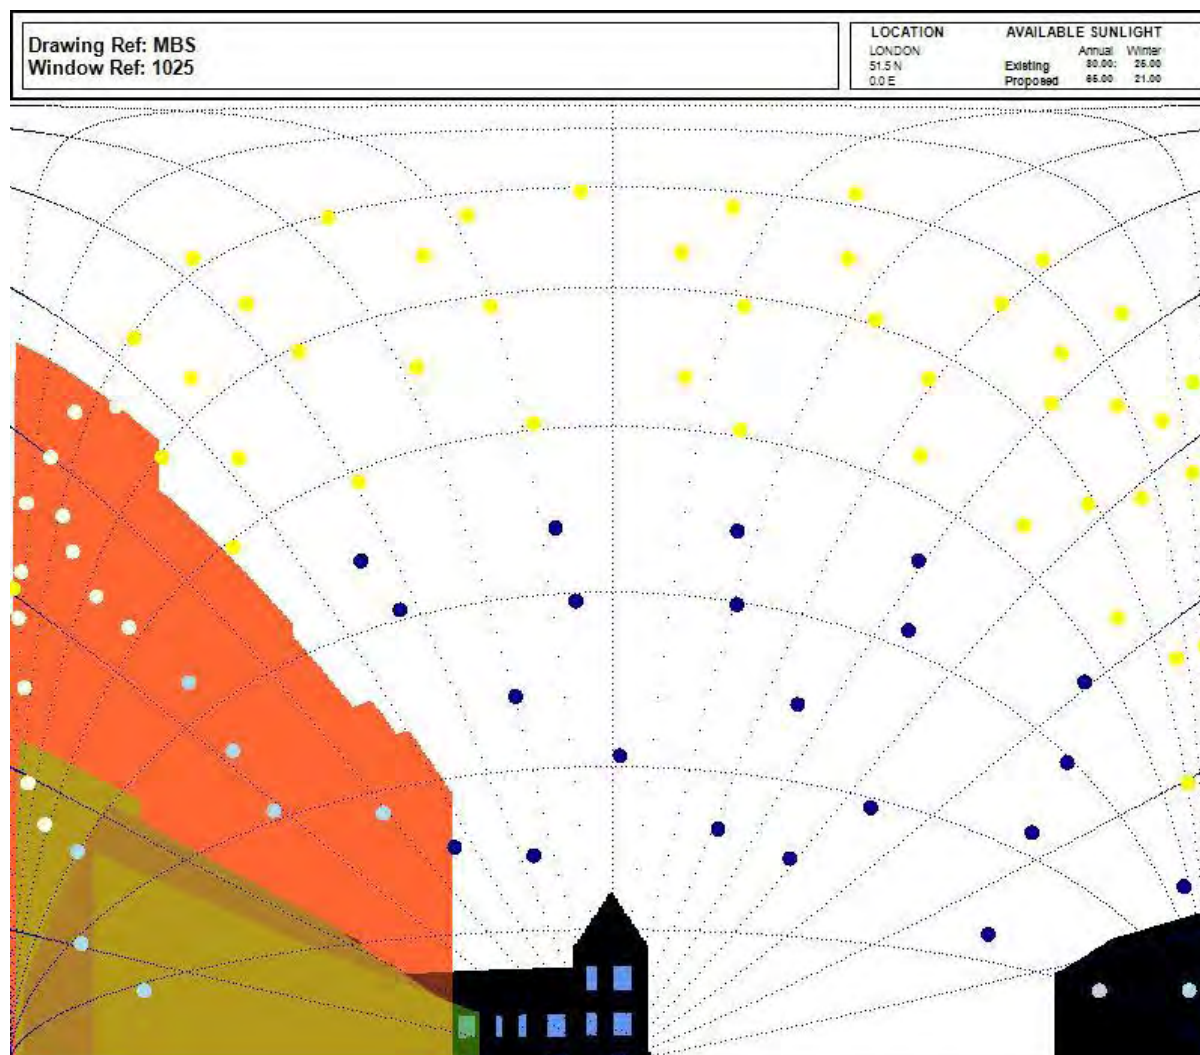 Drawing Ref: MBS
Window Ref: 1025
LOCATION
LONDON
51.5 N
0.0 E
AVAILABLE SUNLIGHT
Annual Winter
Existing 80.00: 26.00
Proposed 65.00 21.00